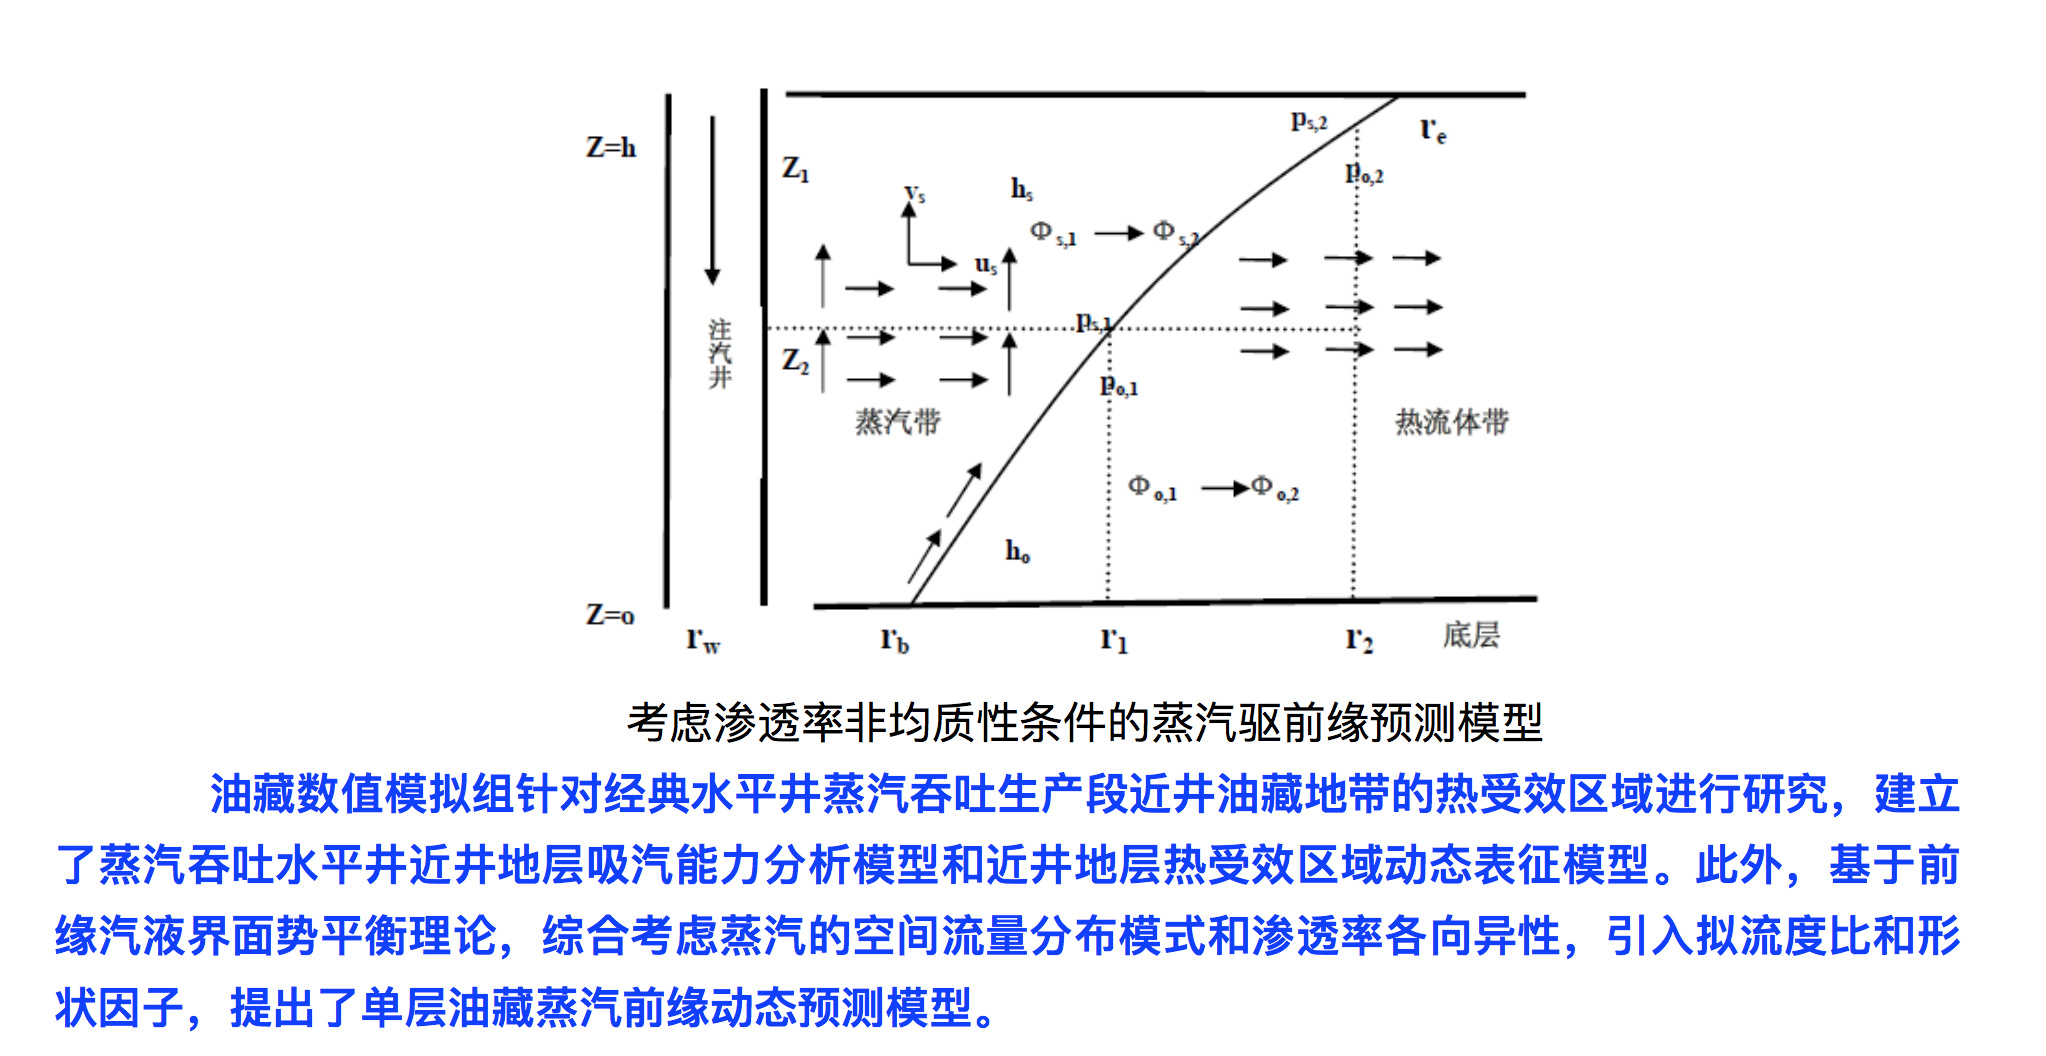 p_s,2
r_e
Z=h
Z_1
p_o,2
v_s
h_s
Φ_s,1
Φ_s,2
u_s
p_s,1
注汽井
Z_2
p_o,1
蒸汽带
热流体带
Φ_o,1
Φ_o,2
h_o
Z=o
r_w
r_b
r_1
r_2
底层
考虑渗透率非均质性条件的蒸汽驱前缘预测模型
油藏数值模拟组针对经典水平井蒸汽吞吐生产段近井油藏地带的热受效区域进行研究，建立
了蒸汽吞吐水平井近井地层吸汽能力分析模型和近井地层热受效区域动态表征模型。此外，基于前
缘汽液界面势平衡理论，综合考虑蒸汽的空间流量分布模式和渗透率各向异性，引入拟流度比和形
状因子，提出了单层油藏蒸汽前缘动态预测模型。